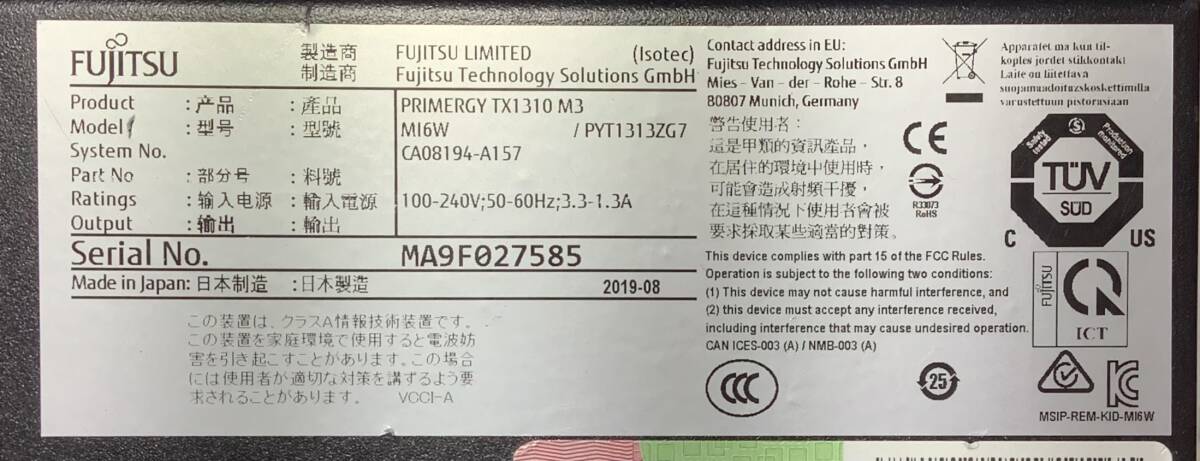 FUJITSU
製造商 FUJITSU LIMITED (Isotec)
制造商 Fujitsu Technology Solutions GmbH
Product :产品 :產品 PRIMERGY TX1310 M3
Model :型号 :型號 MI6W / PYT1313ZG7
System No. CA08194-A157
Part No :部分号 :料號
Ratings :输入电源 :輸入電源 100-240V;50-60Hz;3.3-1.3A
Output :输出 :輸出
Serial No. MA9F027585
Made in Japan: 日本制造 :日本製造 2019-08
この装置は、クラスA情報技術装置です。
この装置を家庭環境で使用すると電波妨
害を引き起こすことがあります。この場合
には使用者が適切な対策を講ずるよう要
求されることがあります。 VCCI-A
Contact address in EU:
Fujitsu Technology Solutions GmbH
Mies - Van - der - Rohe - Str. 8
80807 Munich, Germany
警告使用者：
這是甲類的資訊產品，
在居住的環境中使用時，
可能會造成射頻干擾，
在這種情況下使用者會被
要求採取某些適當的對策。
This device complies with part 15 of the FCC Rules.
Operation is subject to the following two conditions:
(1) This device may not cause harmful interference, and
(2) this device must accept any interference received,
including interference that may cause undesired operation.
CAN ICES-003 (A) / NMB-003 (A)
CCC
25
Apparatet må kun til-
koples jordet stikkontakt
Laite on liitettävä
suojamaadoituskoskettimilla
varustettuun pistorasiaan
CE
R33073
RoHS
Safety tested
Production monitored
TÜV
SÜD
C US
FUJITSU
ICT
MSIP-REM-KID-MI6W